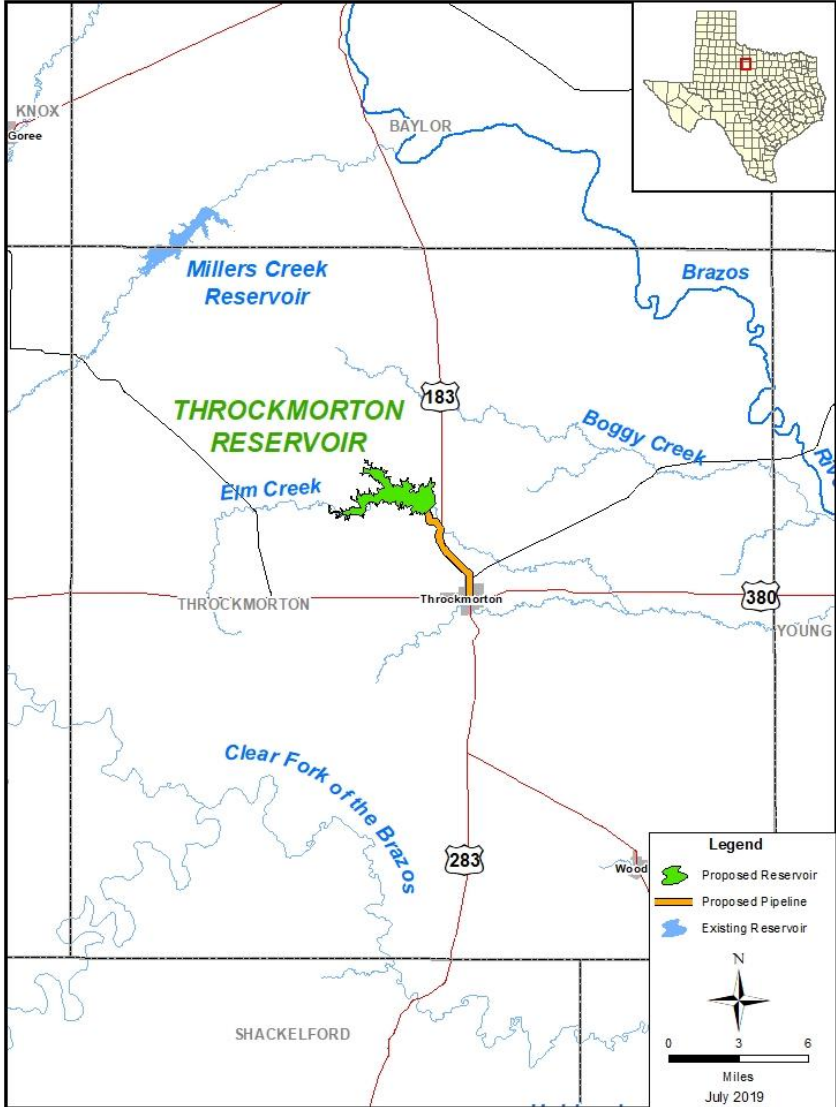 KNOX
Goree
BAYLOR
Millers Creek
Reservoir
Brazos
183
THROCKMORTON
RESERVOIR
Boggy Creek
Elm Creek
Throckmorton
THROCKMORTON
380
YOUNG
Clear Fork of the Brazos
283
Wood
SHACKELFORD
Legend
Proposed Reservoir
Proposed Pipeline
Existing Reservoir
N
0 3 6
Miles
July 2019